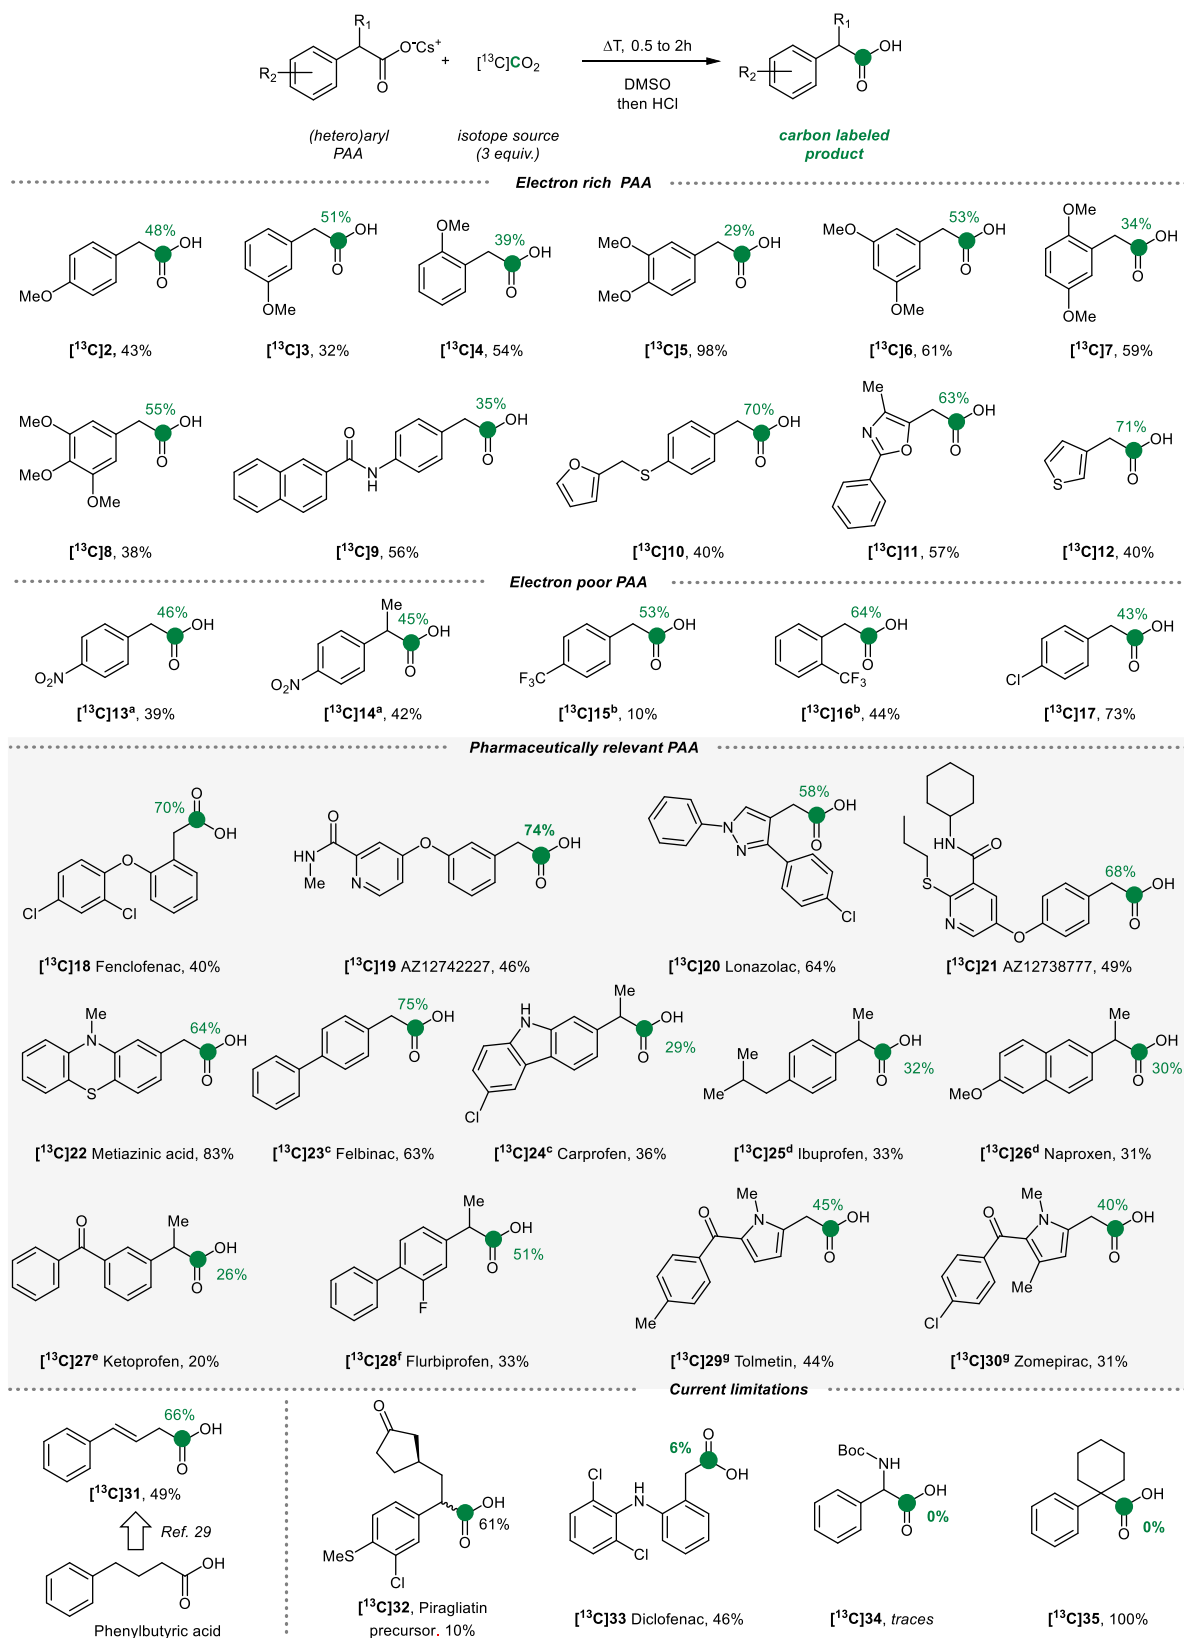 R1
O-Cs+
O
R2
+
[13C]CO2
ΔT, 0.5 to 2h
DMSO
then HCl
R1
OH
O
R2
(hetero)aryl
PAA
isotope source
(3 equiv.)
carbon labeled
product
Electron rich PAA
48%
OH
O
MeO
51%
OH
O
OMe
OMe
39%
OH
O
MeO
MeO
29%
OH
O
MeO
53%
OH
O
OMe
OMe
34%
OH
O
OMe
[13C]2, 43%
[13C]3, 32%
[13C]4, 54%
[13C]5, 98%
[13C]6, 61%
[13C]7, 59%
MeO
MeO
OMe
55%
OH
O
O
N
H
35%
OH
O
O
S
70%
OH
O
Me
N
O
63%
OH
O
S
71%
OH
O
[13C]8, 38%
[13C]9, 56%
[13C]10, 40%
[13C]11, 57%
[13C]12, 40%
Electron poor PAA
46%
OH
O
O2N
Me
45%
OH
O
O2N
53%
OH
O
F3C
64%
OH
O
CF3
43%
OH
O
Cl
[13C]13a, 39%
[13C]14a, 42%
[13C]15b, 10%
[13C]16b, 44%
[13C]17, 73%
Pharmaceutically relevant PAA
70%
O
OH
O
Cl
Cl
O
HN
Me
N
O
74%
OH
O
N
N
58%
OH
O
Cl
NH
O
S
N
O
68%
OH
O
[13C]18 Fenclofenac, 40%
[13C]19 AZ12742227, 46%
[13C]20 Lonazolac, 64%
[13C]21 AZ12738777, 49%
Me
N
S
64%
OH
O
75%
OH
O
H
N
Cl
Me
OH
O
29%
Me
Me
Me
OH
O
32%
MeO
Me
OH
O
30%
[13C]22 Metiazinic acid, 83%
[13C]23c Felbinac, 63%
[13C]24c Carprofen, 36%
[13C]25d Ibuprofen, 33%
[13C]26d Naproxen, 31%
O
Me
OH
O
26%
Me
OH
O
51%
F
O
Me
N
Me
45%
OH
O
O
Me
N
Me
Cl
40%
OH
O
[13C]27e Ketoprofen, 20%
[13C]28f Flurbiprofen, 33%
[13C]29g Tolmetin, 44%
[13C]30g Zomepirac, 31%
Current limitations
66%
OH
O
[13C]31, 49%
Ref. 29
OH
O
Phenylbutyric acid
O
OH
O
61%
MeS
Cl
[13C]32, Piragliatin
precursor. 10%
Cl
H
N
Cl
6%
O
OH
[13C]33 Diclofenac, 46%
Boc
NH
OH
O
0%
[13C]34, traces
OH
O
0%
[13C]35, 100%